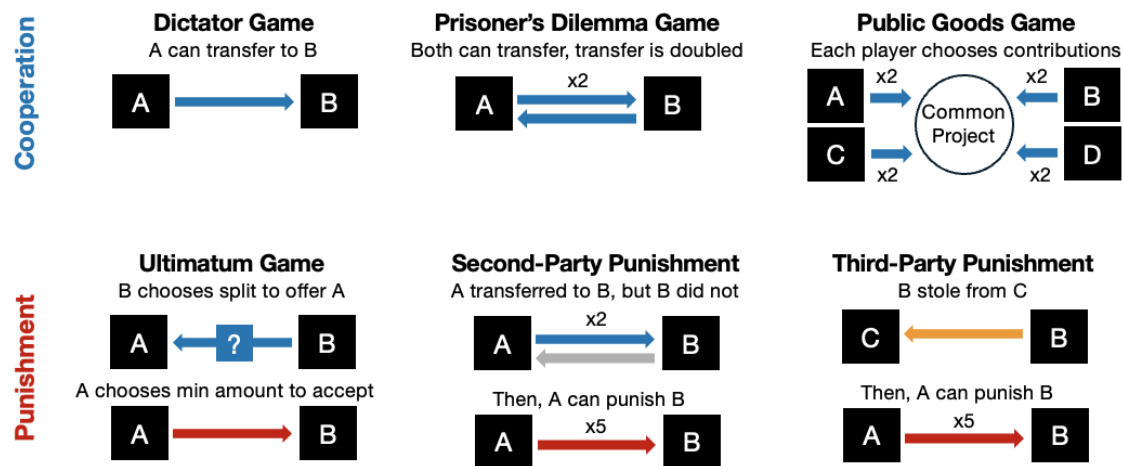 Cooperation
Dictator Game
A can transfer to B
A
B
Prisoner's Dilemma Game
Both can transfer, transfer is doubled
x2
A
B
Public Goods Game
Each player chooses contributions
x2
x2
A
B
Common
Project
C
D
x2
x2
Punishment
Ultimatum Game
B chooses split to offer A
A
?
B
A chooses min amount to accept
A
B
Second-Party Punishment
A transferred to B, but B did not
x2
A
B
Then, A can punish B
x5
A
B
Third-Party Punishment
B stole from C
C
B
Then, A can punish B
x5
A
B